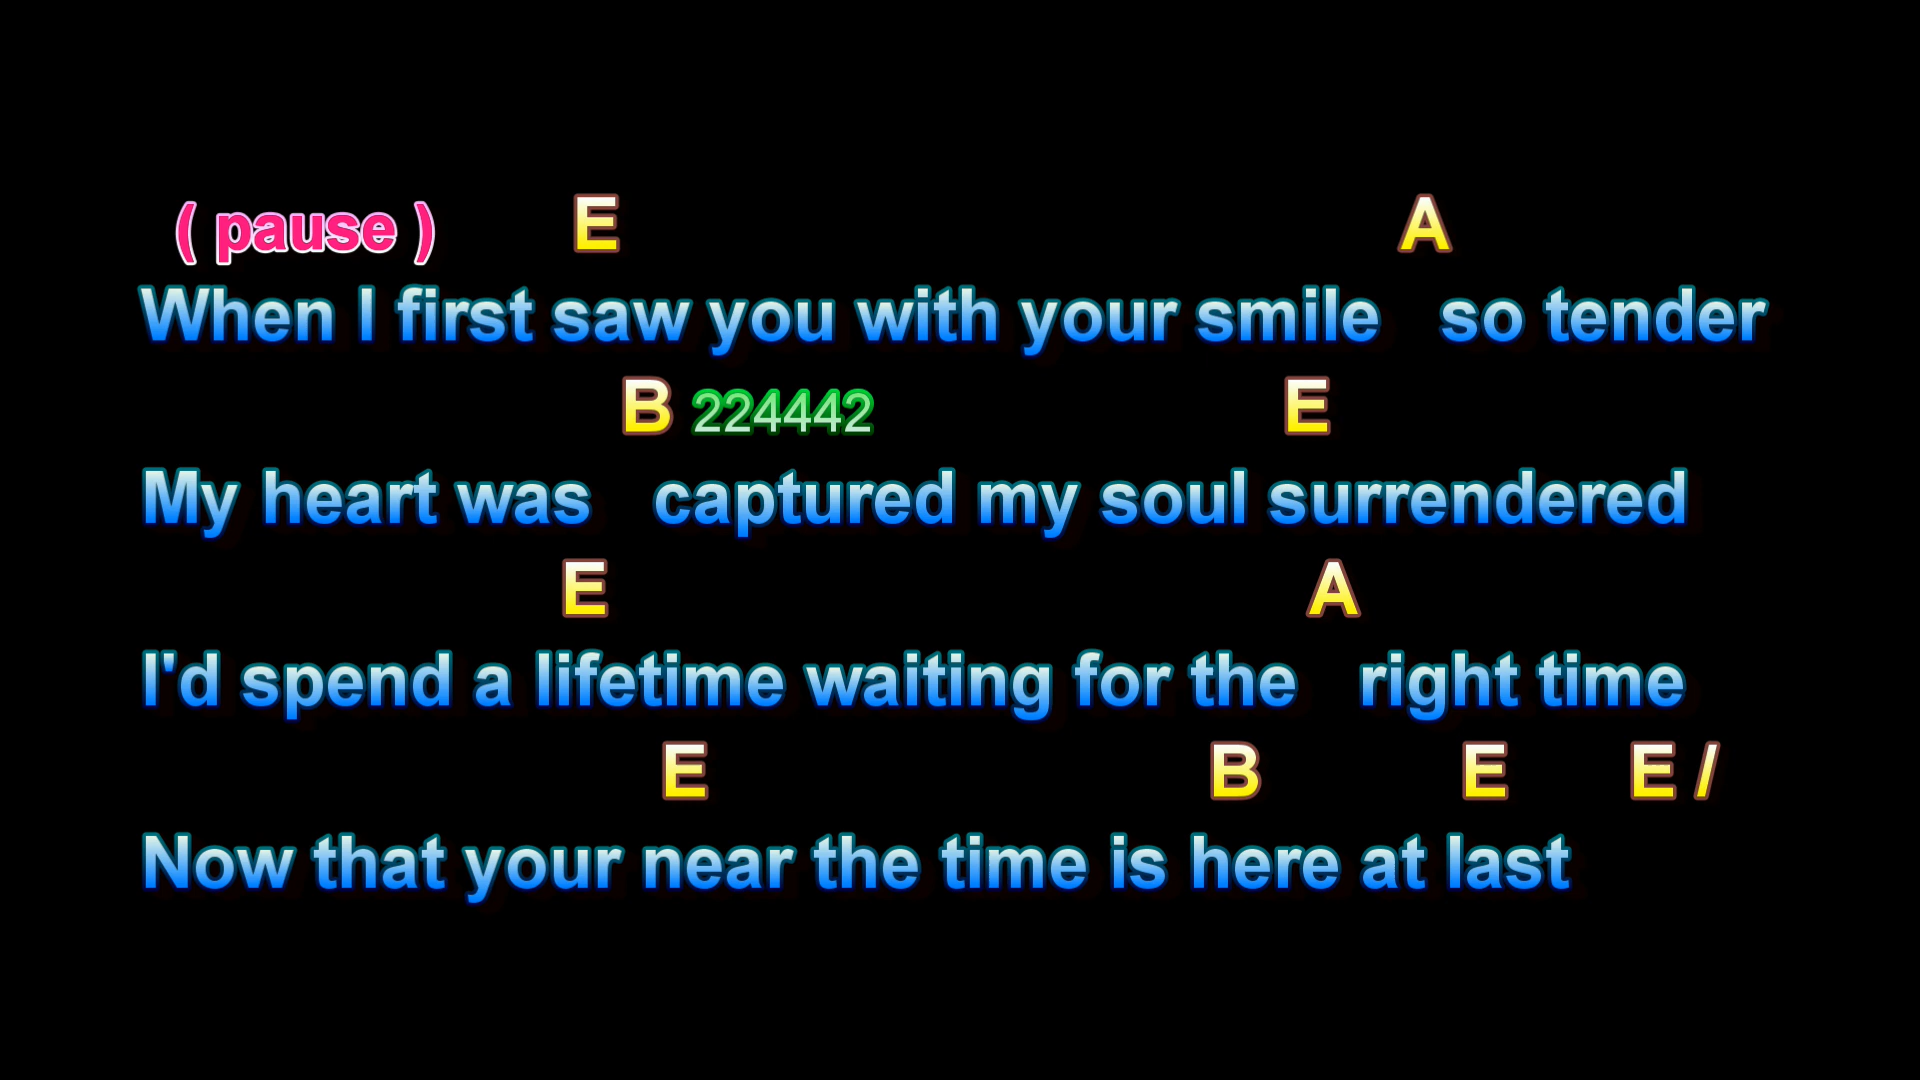 ( pause ) E A
When I first saw you with your smile so tender
B 224442 E
My heart was captured my soul surrendered
E A
I'd spend a lifetime waiting for the right time
E B E E /
Now that your near the time is here at last